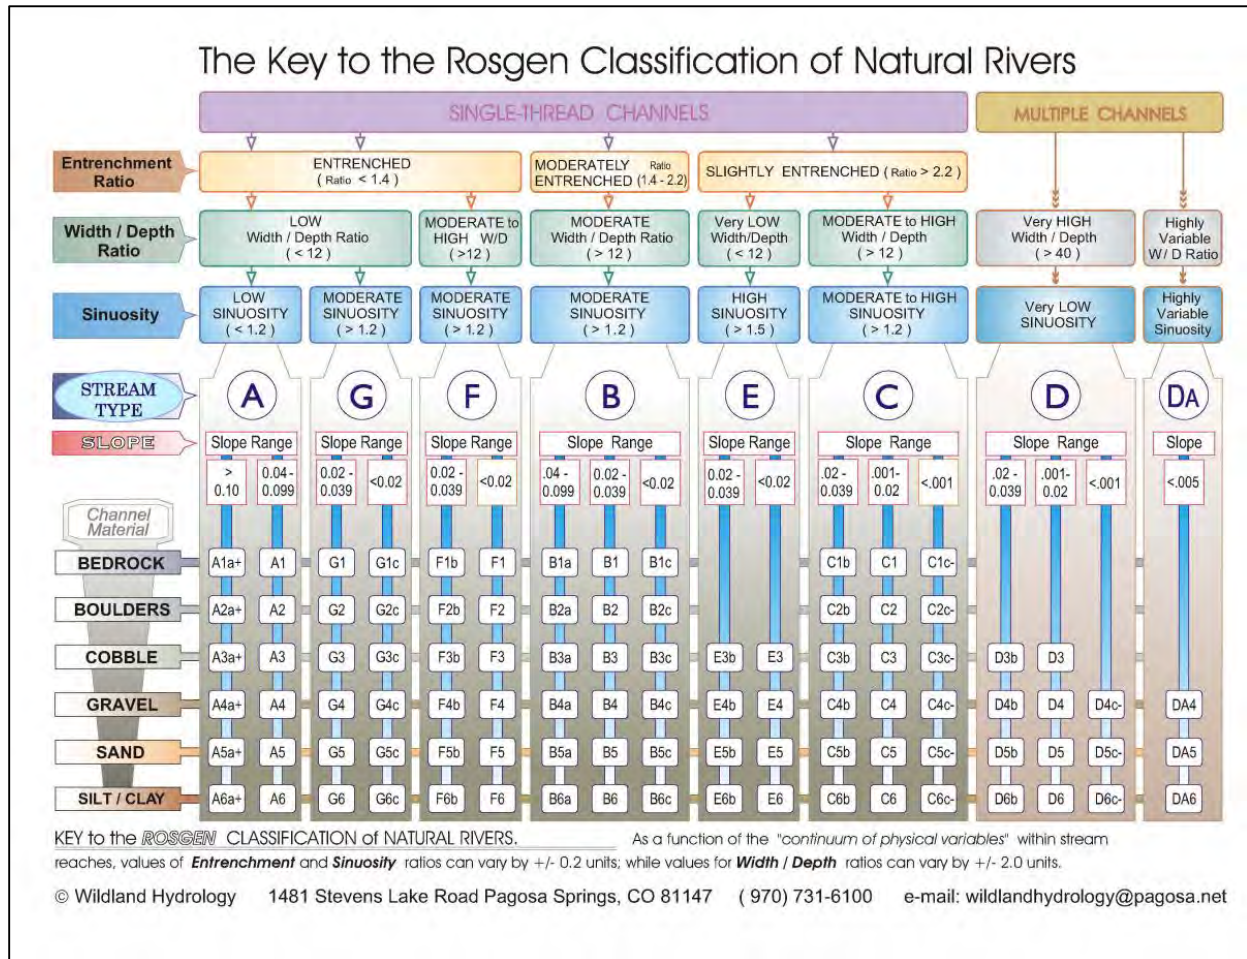 The Key to the Rosgen Classification of Natural Rivers
SINGLE-THREAD CHANNELS
MULTIPLE CHANNELS
Entrenchment
Ratio
ENTRENCHED
( Ratio < 1.4 )
MODERATELY Ratio
ENTRENCHED (1.4 - 2.2)
SLIGHTLY ENTRENCHED ( Ratio > 2.2 )
Width / Depth
Ratio
LOW
Width / Depth Ratio
( < 12 )
MODERATE to
HIGH W/D
( >12 )
MODERATE
Width / Depth Ratio
( > 12 )
Very LOW
Width/Depth
( < 12 )
MODERATE to HIGH
Width / Depth
( > 12 )
Very HIGH
Width / Depth
( > 40 )
Highly
Variable
W / D Ratio
Sinuosity
LOW
SINUOSITY
( < 1.2 )
MODERATE
SINUOSITY
( > 1.2 )
MODERATE
SINUOSITY
( > 1.2 )
MODERATE
SINUOSITY
( > 1.2 )
HIGH
SINUOSITY
( > 1.5 )
MODERATE to HIGH
SINUOSITY
( > 1.2 )
Very LOW
SINUOSITY
Highly
Variable
Sinuosity
STREAM
TYPE
A G F B E C D DA
SLOPE
Slope Range Slope Range Slope Range Slope Range Slope Range Slope Range Slope Range Slope
> 0.10
0.04 - 0.099
0.02 - 0.039
<0.02
0.02 - 0.039
<0.02
.04 - 0.099
0.02 - 0.039
<0.02
0.02 - 0.039
<0.02
.02 - 0.039
.001- 0.02
<.001
.02 - 0.039
.001- 0.02
<.001
<.005
Channel
Material
BEDROCK A1a+ A1 G1 G1c F1b F1 B1a B1 B1c C1b C1 C1c-
BOULDERS A2a+ A2 G2 G2c F2b F2 B2a B2 B2c C2b C2 C2c-
COBBLE A3a+ A3 G3 G3c F3b F3 B3a B3 B3c E3b E3 C3b C3 C3c- D3b D3
GRAVEL A4a+ A4 G4 G4c F4b F4 B4a B4 B4c E4b E4 C4b C4 C4c- D4b D4 D4c- DA4
SAND A5a+ A5 G5 G5c F5b F5 B5a B5 B5c E5b E5 C5b C5 C5c- D5b D5 D5c- DA5
SILT / CLAY A6a+ A6 G6 G6c F6b F6 B6a B6 B6c E6b E6 C6b C6 C6c- D6b D6 D6c- DA6
KEY to the ROSGEN CLASSIFICATION of NATURAL RIVERS. As a function of the "continuum of physical variables" within stream
reaches, values of Entrenchment and Sinuosity ratios can vary by +/- 0.2 units; while values for Width / Depth ratios can vary by +/- 2.0 units.
© Wildland Hydrology 1481 Stevens Lake Road Pagosa Springs, CO 81147 ( 970) 731-6100 e-mail: wildlandhydrology@pagosa.net